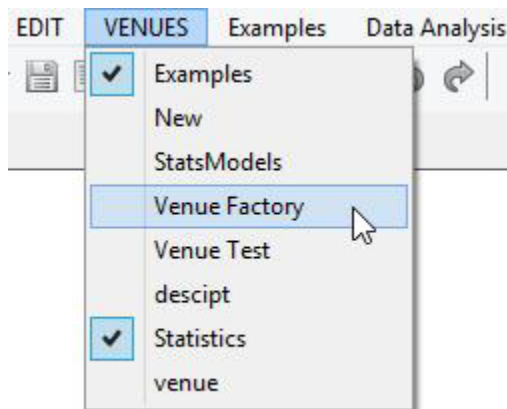 EDIT VENUES Examples Data Analysis
Examples
New
StatsModels
Venue Factory
Venue Test
descipt
Statistics
venue